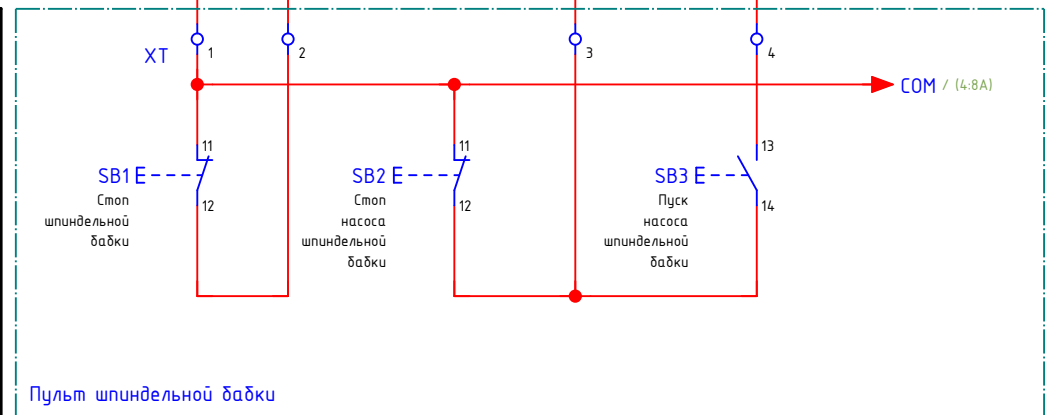 XT
1
2
3
4
COM / (4:8A)
11
SB1 E
12
Стоп
шпиндельной
бабки
11
SB2 E
12
Стоп
насоса
шпиндельной
бабки
13
SB3 E
14
Пуск
насоса
шпиндельной
бабки
Пульт шпиндельной бабки